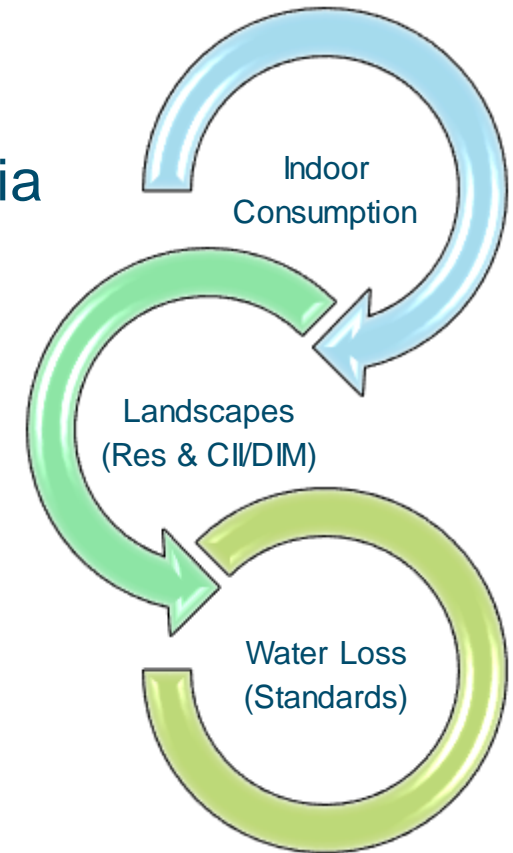 ia
Indoor
Consumption
Landscapes
(Res & CII/DIM)
Water Loss
(Standards)